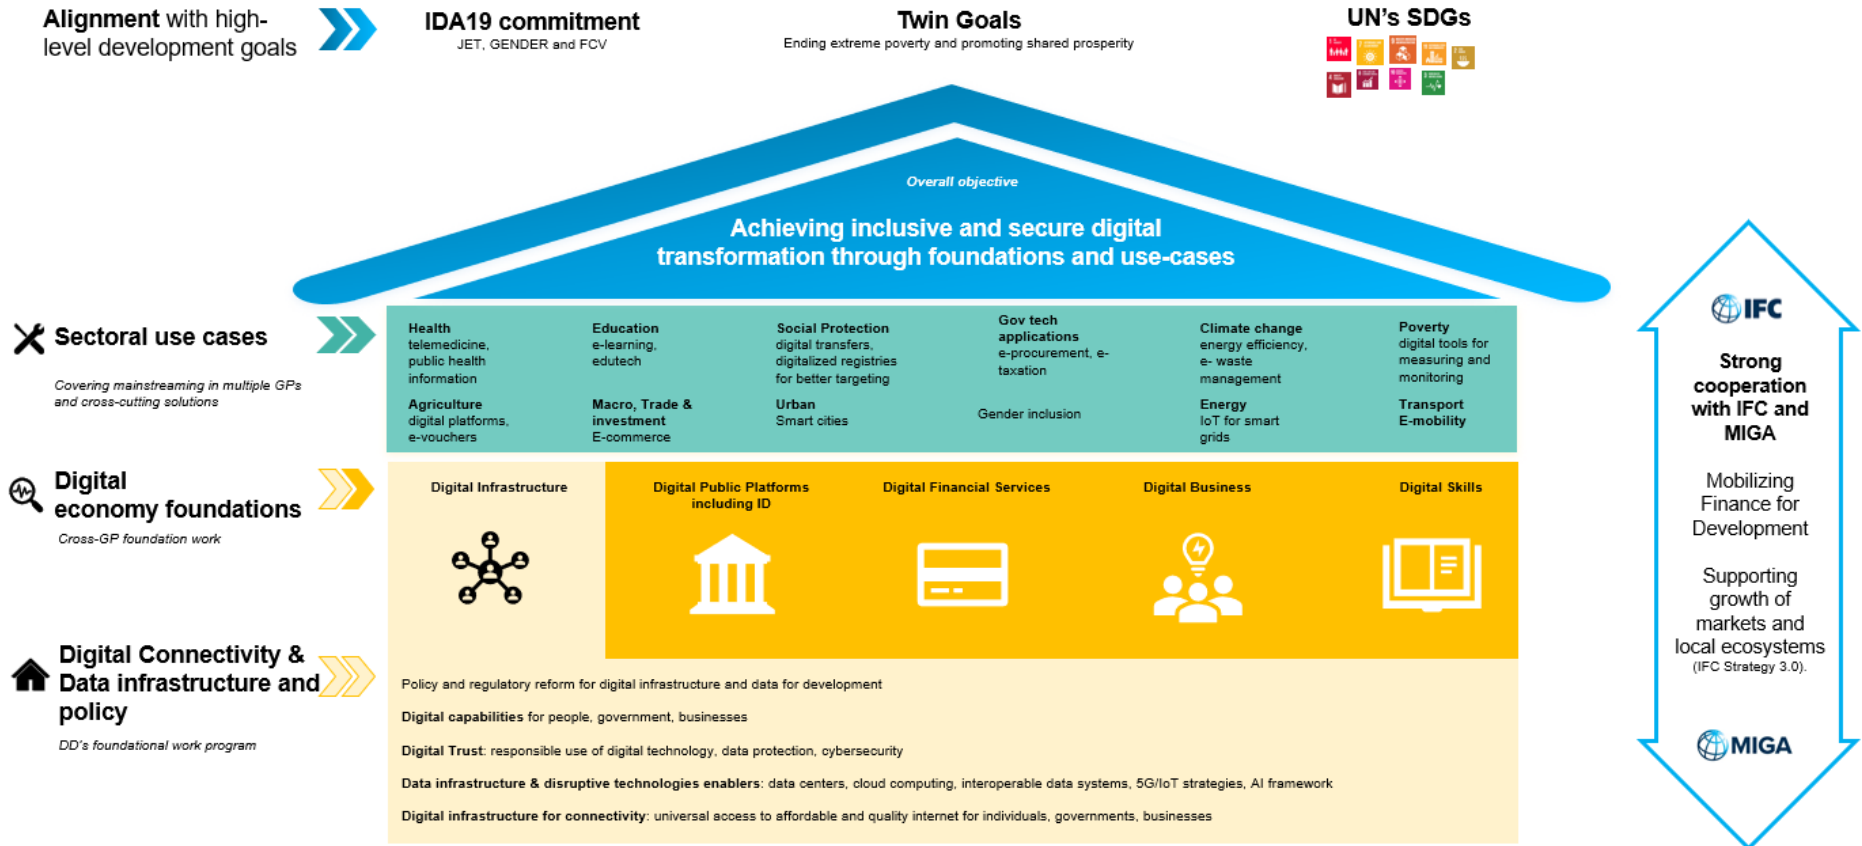 Alignment with high-
level development goals
IDA19 commitment
JET, GENDER and FCV
Twin Goals
Ending extreme poverty and promoting shared prosperity
UN's SDGs
Overall objective
Achieving inclusive and secure digital
transformation through foundations and use-cases
Sectoral use cases
Covering mainstreaming in multiple GPs
and cross-cutting solutions
Health
telemedicine,
public health
information
Education
e-learning,
edutech
Social Protection
digital transfers,
digitalized registries
for better targeting
Gov tech
applications
e-procurement, e-
taxation
Climate change
energy efficiency,
e- waste
management
Poverty
digital tools for
measuring and
monitoring
Agriculture
digital platforms,
e-vouchers
Macro, Trade &
investment
E-commerce
Urban
Smart cities
Gender inclusion
Energy
IoT for smart
grids
Transport
E-mobility
Digital
economy foundations
Cross-GP foundation work
Digital Infrastructure
Digital Public Platforms
including ID
Digital Financial Services
Digital Business
Digital Skills
Digital Connectivity &
Data infrastructure and
policy
DD's foundational work program
Policy and regulatory reform for digital infrastructure and data for development
Digital capabilities for people, government, businesses
Digital Trust: responsible use of digital technology, data protection, cybersecurity
Data infrastructure & disruptive technologies enablers: data centers, cloud computing, interoperable data systems, 5G/IoT strategies, AI framework
Digital infrastructure for connectivity: universal access to affordable and quality internet for individuals, governments, businesses
IFC
Strong
cooperation
with IFC and
MIGA
Mobilizing
Finance for
Development
Supporting
growth of
markets and
local ecosystems
(IFC Strategy 3.0).
MIGA